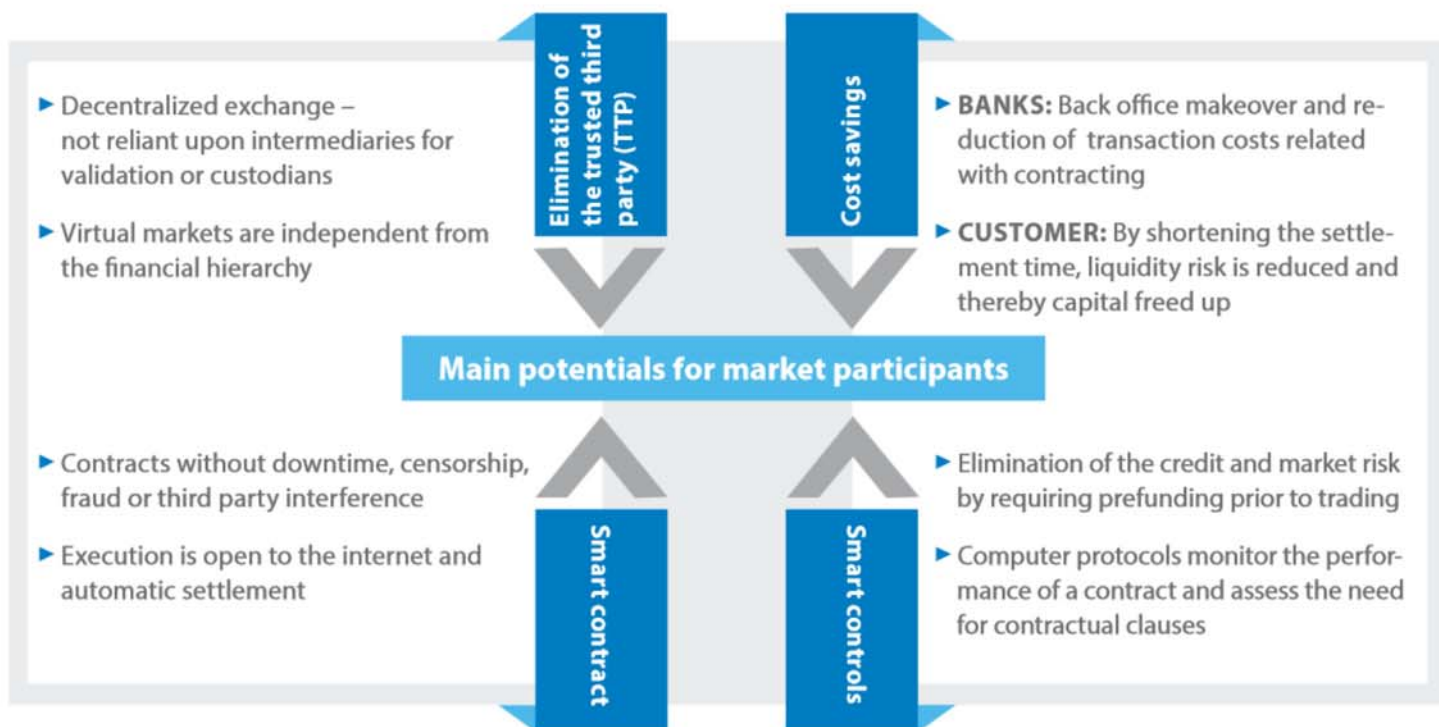 Elimination of
the trusted third
party (TTP)
► Decentralized exchange –
not reliant upon intermediaries for
validation or custodians
► Virtual markets are independent from
the financial hierarchy
Cost savings
► BANKS: Back office makeover and re-
duction of transaction costs related
with contracting
► CUSTOMER: By shortening the settle-
ment time, liquidity risk is reduced and
thereby capital freed up
Main potentials for market participants
► Contracts without downtime, censorship,
fraud or third party interference
► Execution is open to the internet and
automatic settlement
Smart contract
Smart controls
► Elimination of the credit and market risk
by requiring prefunding prior to trading
► Computer protocols monitor the perfor-
mance of a contract and assess the need
for contractual clauses